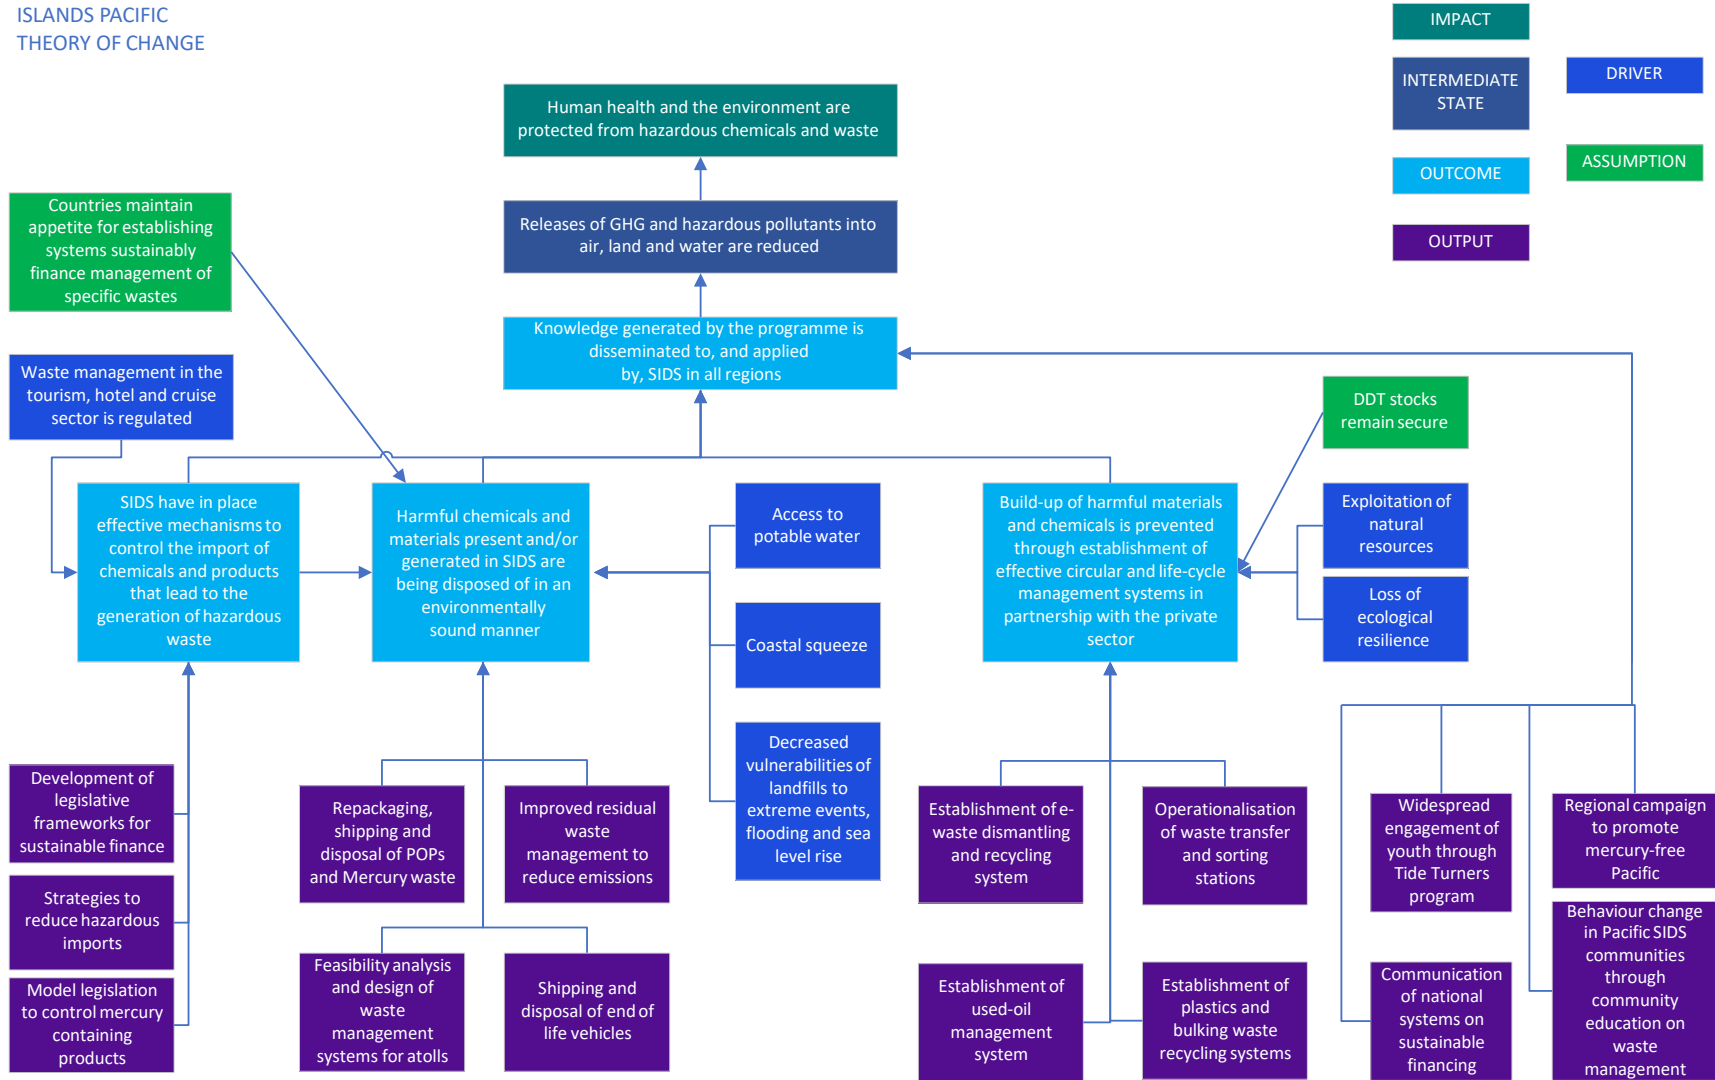 ISLANDS PACIFIC
THEORY OF CHANGE
IMPACT
INTERMEDIATE
STATE
DRIVER
OUTCOME
ASSUMPTION
OUTPUT
Human health and the environment are
protected from hazardous chemicals and waste
Releases of GHG and hazardous pollutants into
air, land and water are reduced
Countries maintain
appetite for establishing
systems sustainably
finance management of
specific wastes
Knowledge generated by the programme is
disseminated to, and applied
by, SIDS in all regions
Waste management in the
tourism, hotel and cruise
sector is regulated
DDT stocks
remain secure
SIDS have in place
effective mechanisms to
control the import of
chemicals and products
that lead to the
generation of hazardous
waste
Harmful chemicals and
materials present and/or
generated in SIDS are
being disposed of in an
environmentally
sound manner
Access to
potable water
Coastal squeeze
Decreased
vulnerabilities of
landfills to
extreme events,
flooding and sea
level rise
Build-up of harmful materials
and chemicals is prevented
through establishment of
effective circular and life-cycle
management systems in
partnership with the private
sector
Exploitation of
natural
resources
Loss of
ecological
resilience
Development of
legislative
frameworks for
sustainable finance
Strategies to
reduce hazardous
imports
Model legislation
to control mercury
containing
products
Repackaging,
shipping and
disposal of POPs
and Mercury waste
Improved residual
waste
management to
reduce emissions
Feasibility analysis
and design of
waste
management
systems for atolls
Shipping and
disposal of end of
life vehicles
Establishment of e-
waste dismantling
and recycling
system
Operationalisation
of waste transfer
and sorting
stations
Establishment of
used-oil
management
system
Establishment of
plastics and
bulking waste
recycling systems
Widespread
engagement of
youth through
Tide Turners
program
Regional campaign
to promote
mercury-free
Pacific
Communication
of national
systems on
sustainable
financing
Behaviour change
in Pacific SIDS
communities
through
community
education on
waste
management